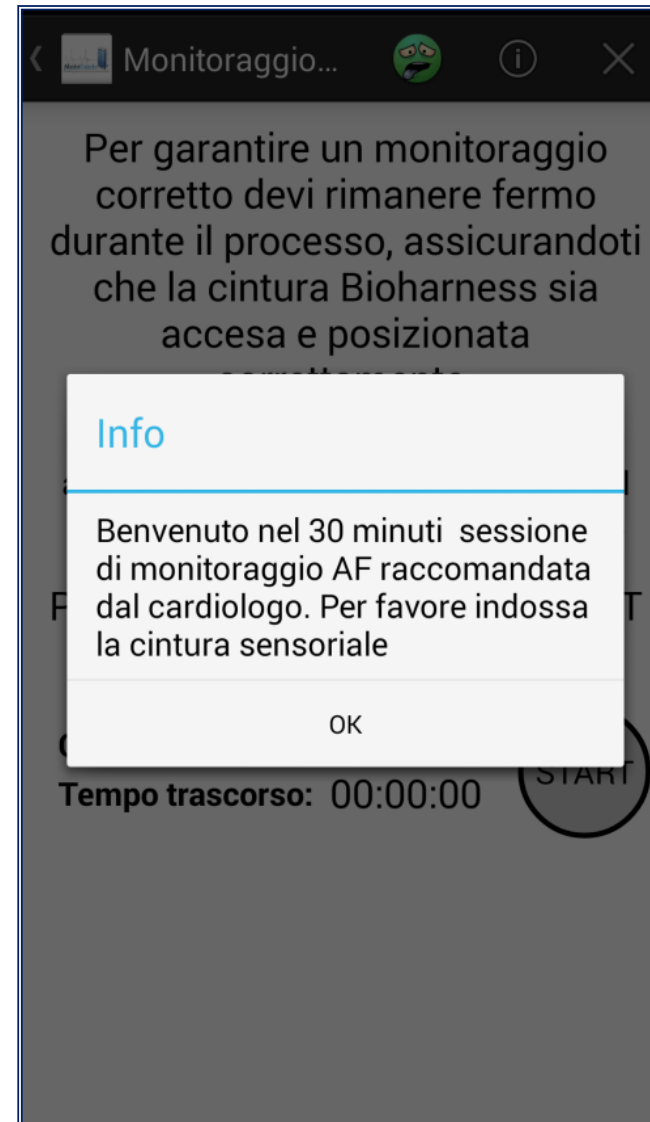 Monitoraggio...
Per garantire un monitoraggio
corretto devi rimanere fermo
durante il processo, assicurandoti
che la cintura Bioharness sia
accesa e posizionata
Info
Benvenuto nel 30 minuti sessione
di monitoraggio AF raccomandata
dal cardiologo. Per favore indossa
la cintura sensoriale
OK
START
Tempo trascorso: 00:00:00